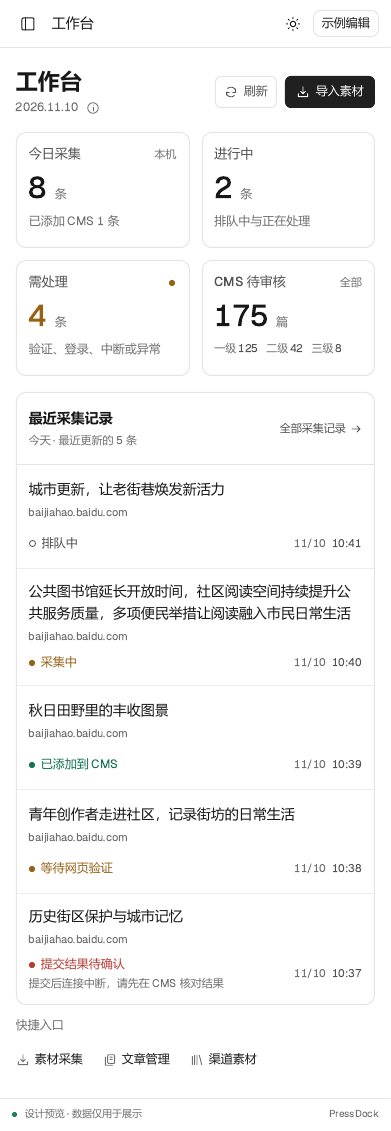 工作台
示例编辑
工作台
2026.11.10
刷新
导入素材
今日采集
本机
8 条
已添加 CMS 1 条
进行中
2 条
排队中与正在处理
需处理
4 条
验证、登录、中断或异常
CMS 待审核
全部
175 篇
一级 125 二级 42 三级 8
最近采集记录
今天 · 最近更新的 5 条
全部采集记录 →
城市更新，让老街巷焕发新活力
baijiahao.baidu.com
排队中
11/10 10:41
公共图书馆延长开放时间，社区阅读空间持续提升公
共服务质量，多项便民举措让阅读融入市民日常生活
baijiahao.baidu.com
采集中
11/10 10:40
秋日田野里的丰收图景
baijiahao.baidu.com
已添加到 CMS
11/10 10:39
青年创作者走进社区，记录街坊的日常生活
baijiahao.baidu.com
等待网页验证
11/10 10:38
历史街区保护与城市记忆
baijiahao.baidu.com
提交结果待确认
提交后连接中断，请先在 CMS 核对结果
11/10 10:37
快捷入口
素材采集
文章管理
渠道素材
设计预览 · 数据仅用于展示
PressDock